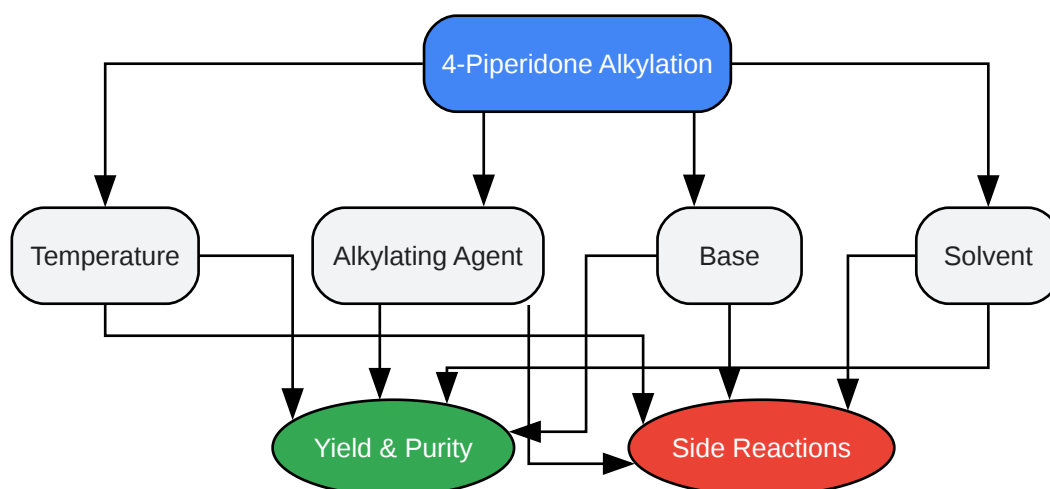 4-Piperidone Alkylation
Temperature
Alkylating Agent
Base
Solvent
Yield & Purity
Side Reactions